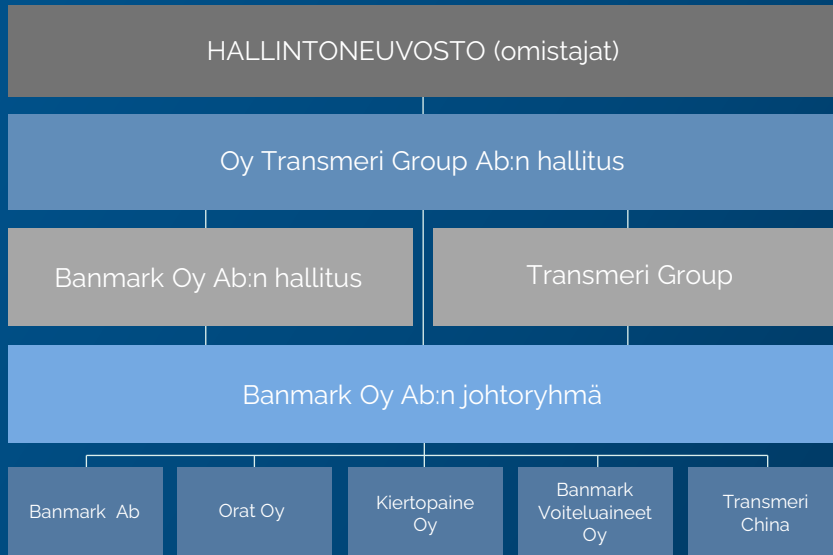 HALLINTONEUVOSTO (omistajat)
Oy Transmeri Group Ab:n hallitus
Banmark Oy Ab:n hallitus
Transmeri Group
Banmark Oy Ab:n johtoryhmä
Banmark Ab
Orat Oy
Kiertopaine
Oy
Banmark
Voiteluaineet
Oy
Transmeri
China